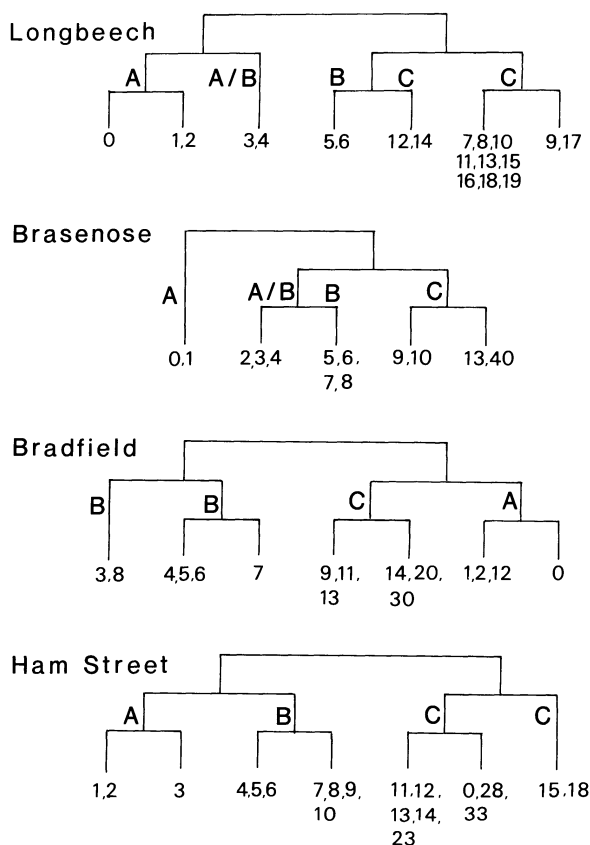 Longbeech
A A/B B C C
0 1,2 3,4 5,6 12,14 7,8,10 9,17
11,13,15
16,18,19
Brasenose
A A/B B C
0,1 2,3,4 5,6, 9,10 13,40
7,8
Bradfield
B B C A
3,8 4,5,6 7 9,11, 14,20, 1,2,12 0
13 30
Ham Street
A B C C
1,2 3 4,5,6 7,8,9, 11,12, 0,28, 15,18
10 13,14, 33
23